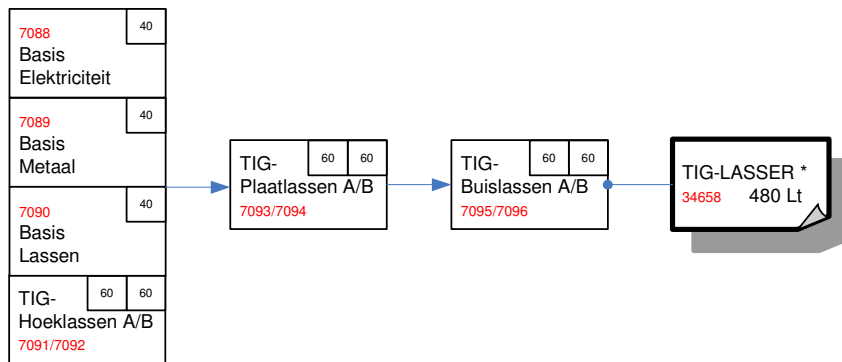 7088
40
Basis
Elektriciteit
7089
40
Basis
Metaal
7090
40
Basis
Lassen
TIG-
60 60
Hoeklassen A/B
7091/7092
TIG-
60 60
Plaatlassen A/B
7093/7094
TIG-
60 60
Buislassen A/B
7095/7096
TIG-LASSER *
34658 480 Lt